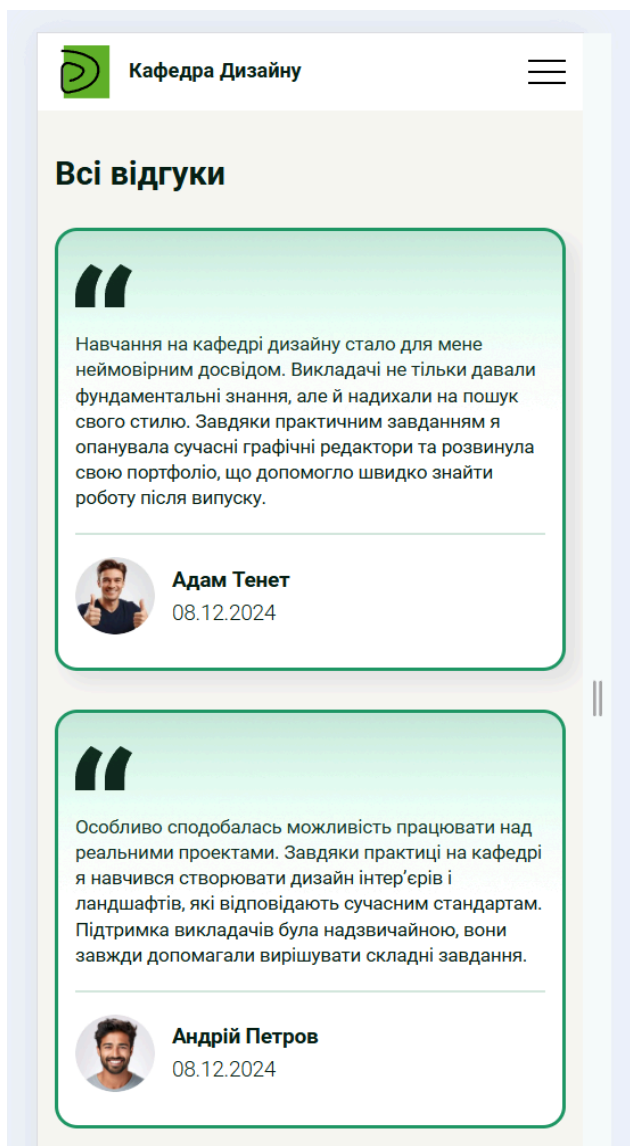 Кафедра Дизайну
Всі відгуки
“
Навчання на кафедрі дизайну стало для мене
неймовірним досвідом. Викладачі не тільки давали
фундаментальні знання, але й надихали на пошук
свого стилю. Завдяки практичним завданням я
опанувала сучасні графічні редактори та розвинула
свою портфоліо, що допомогло швидко знайти
роботу після випуску.
Адам Тенет
08.12.2024
“
Особливо сподобалась можливість працювати над
реальними проектами. Завдяки практиці на кафедрі
я навчився створювати дизайн інтер’єрів і
ландшафтів, які відповідають сучасним стандартам.
Підтримка викладачів була надзвичайною, вони
завжди допомагали вирішувати складні завдання.
Андрій Петров
08.12.2024